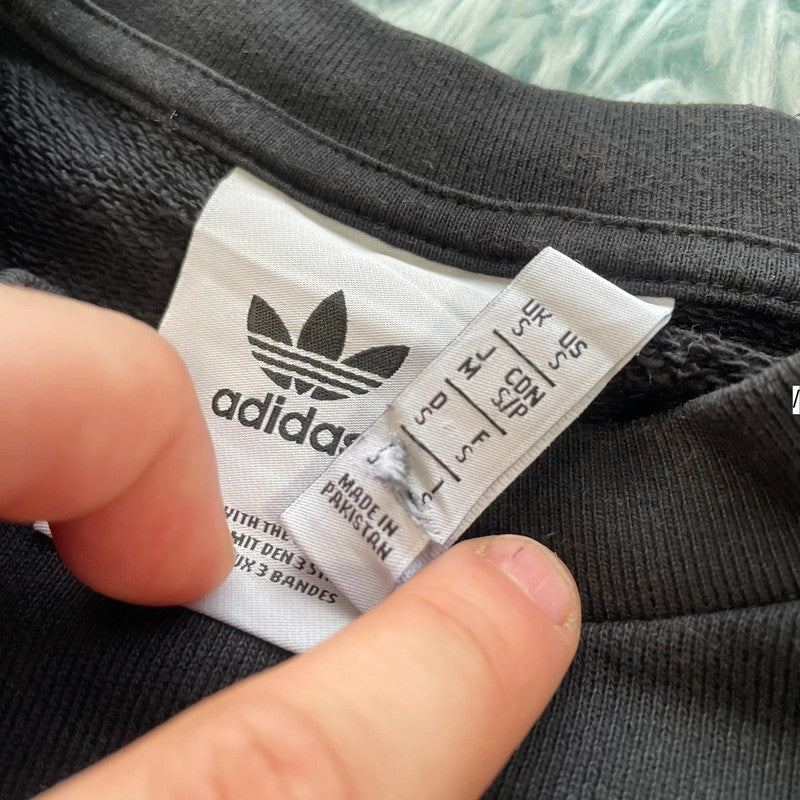 adidas
WITH THE
MIT DEN 3 ST
UX 3 BANDES
US S
UK S
CDN S/P
J M
F S
D S
I S
J
MADE IN
PAKISTAN